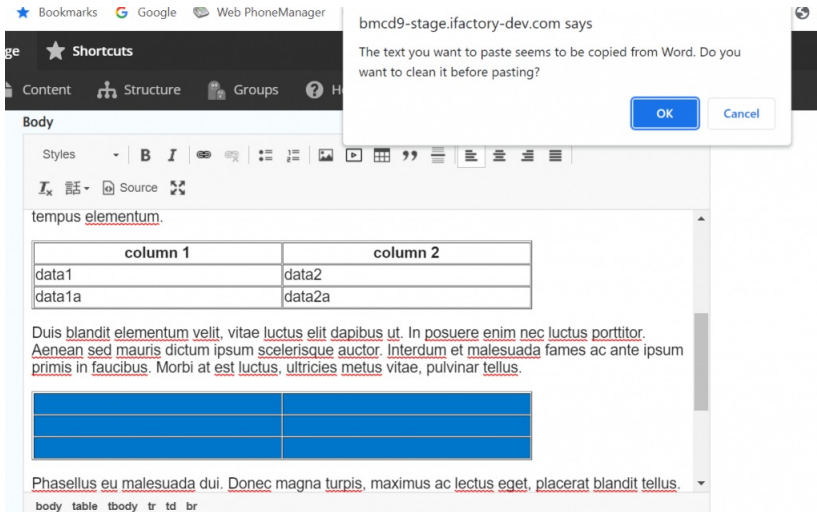 Bookmarks Google Web PhoneManager
bmcd9-stage.ifactory-dev.com says
The text you want to paste seems to be copied from Word. Do you
want to clean it before pasting?
OK Cancel
ge Shortcuts
Content Structure Groups H
Body
Styles B I
Source
tempus elementum.
column 1 column 2
data1 data2
data1a data2a
Duis blandit elementum velit, vitae luctus elit dapibus ut. In posuere enim nec luctus porttitor.
Aenean sed mauris dictum ipsum scelerisque auctor. Interdum et malesuada fames ac ante ipsum
primis in faucibus. Morbi at est luctus, ultricies metus vitae, pulvinar tellus.
Phasellus eu malesuada dui. Donec magna turpis, maximus ac lectus eget, placerat blandit tellus.
body table tbody tr td br